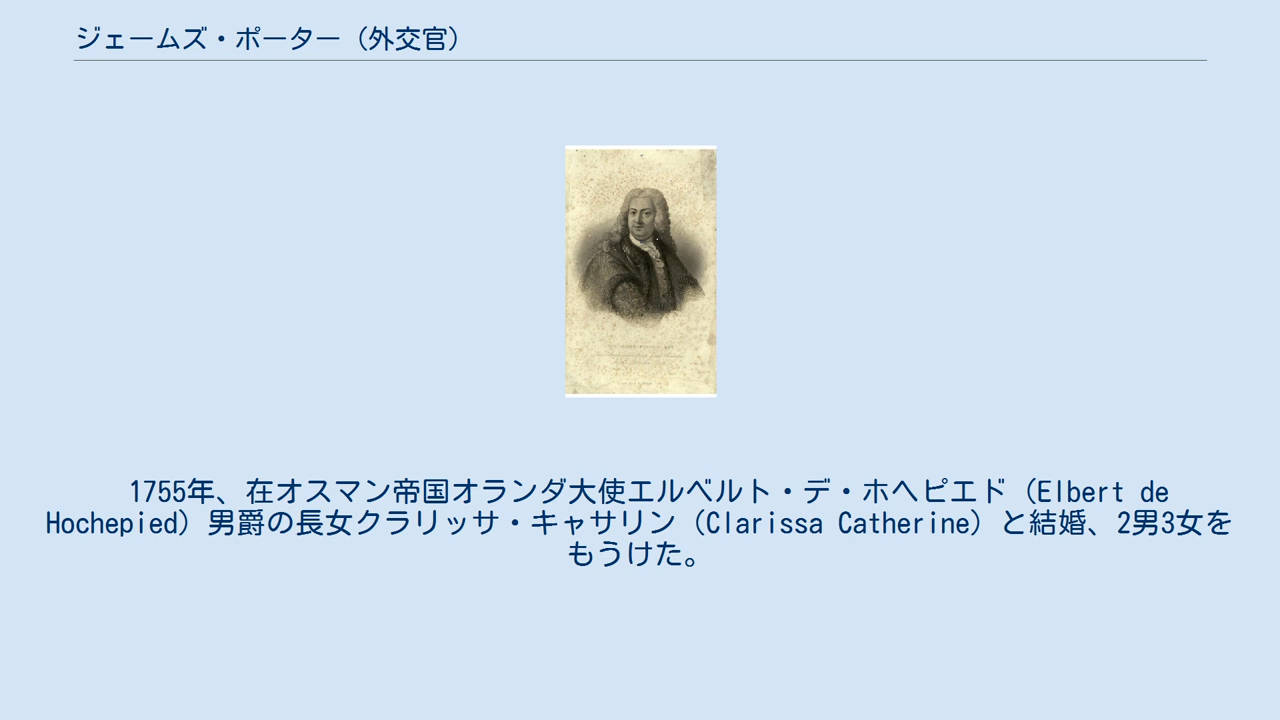 ジェームズ・ポーター（外交官）
1755年、在オスマン帝国オランダ大使エルベルト・デ・ホヘピエド（Elbert de
Hochepied）男爵の長女クラリッサ・キャサリン（Clarissa Catherine）と結婚、2男3女を
もうけた。